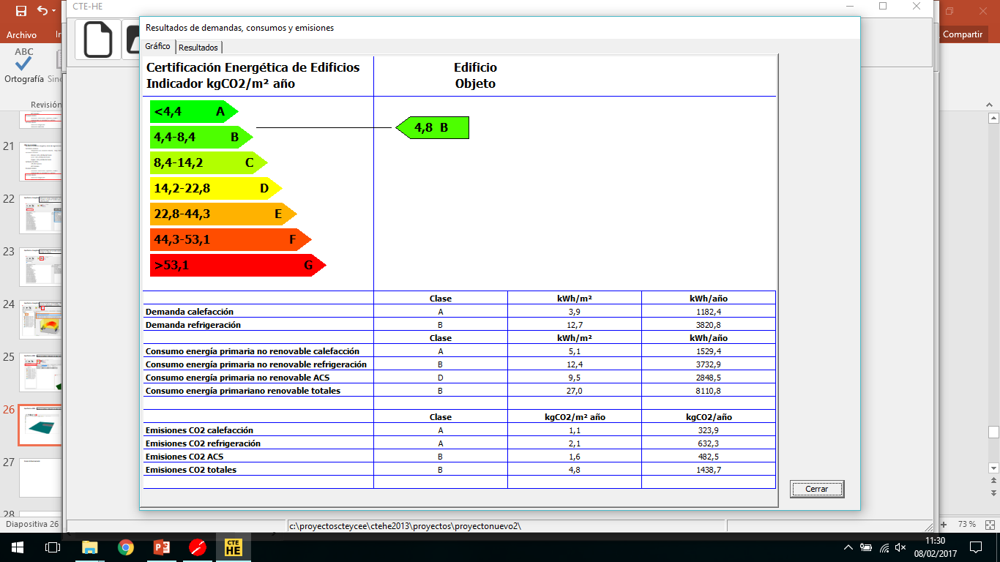 CTE-HE
Archivo
Compartir
ABC
Ortografía
Revisión
Resultados de demandas, consumos y emisiones
Gráfico Resultados
Certificación Energética de Edificios
Indicador kgCO2/m² año
Edificio
Objeto
<4,4 A
4,4-8,4 B
8,4-14,2 C
14,2-22,8 D
22,8-44,3 E
44,3-53,1 F
>53,1 G
4,8 B
Clase kWh/m² kWh/año
Demanda calefacción A 3,9 1182,4
Demanda refrigeración B 12,7 3820,8
Clase kWh/m² kWh/año
Consumo energía primaria no renovable calefacción A 5,1 1529,4
Consumo energía primaria no renovable refrigeración B 12,4 3732,9
Consumo energía primaria no renovable ACS D 9,5 2848,5
Consumo energía primariano renovable totales B 27,0 8110,8
Clase kgCO2/m² año kgCO2/año
Emisiones CO2 calefacción A 1,1 323,9
Emisiones CO2 refrigeración A 2,1 632,3
Emisiones CO2 ACS B 1,6 482,5
Emisiones CO2 totales B 4,8 1438,7
Cerrar
21
22
23
24
25
26
27
28
Diapositiva 26
c:\proyectoscteycee\ctehe2013\proyectos\proyectonuevo2\
73 %
CTE
HE
11:30
08/02/2017